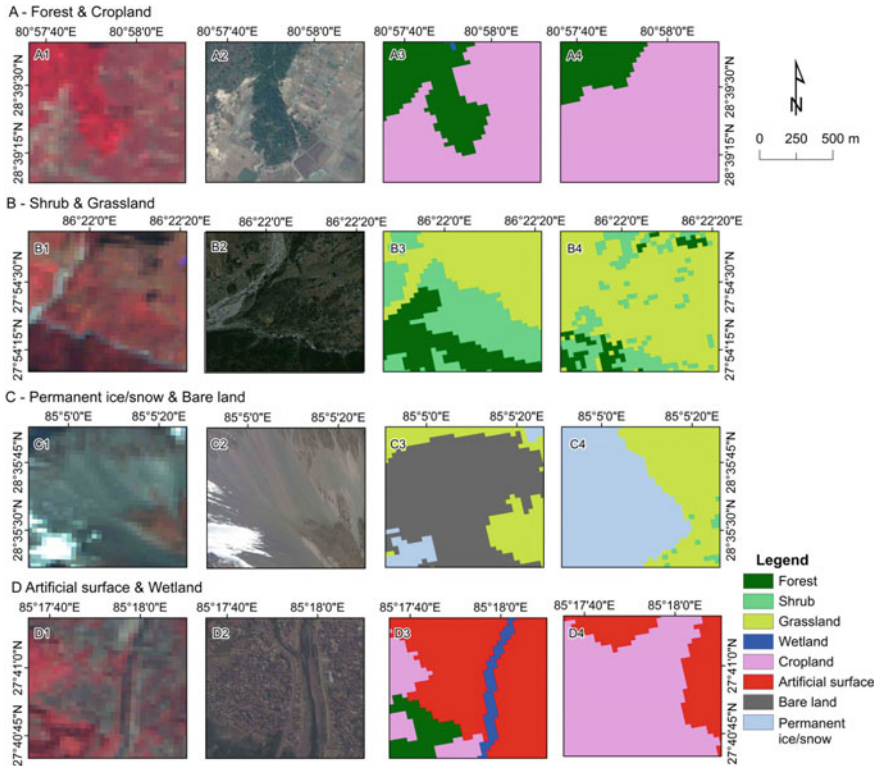 A - Forest & Cropland
80°57'40"E 80°58'0"E 80°57'40"E 80°58'0"E 80°57'40"E 80°58'0"E 80°58'0"E
28°39'30"N 28°39'15"N
A1 A2 A3 A4
28°39'30"N 28°39'15"N
N
0 250 500 m
B - Shrub & Grassland
86°22'0"E 86°22'20"E 86°22'0"E 86°22'0"E 86°22'0"E 86°22'20"E
27°54'30"N 27°54'15"N
B1 B2 B3 B4
27°54'30"N 27°54'15"N
C - Permanent ice/snow & Bare land
85°5'0"E 85°5'20"E 85°5'0"E 85°5'20"E 85°5'0"E 85°5'20"E 85°5'0"E 85°5'20"E
28°35'45"N 28°35'30"N
C1 C2 C3 C4
28°35'45"N 28°35'30"N
D Artificial surface & Wetland
85°17'40"E 85°18'0"E 85°17'40"E 85°18'0"E 85°17'40"E 85°18'0"E 85°17'40"E 85°18'0"E
27°41'0"N 27°40'45"N
D1 D2 D3 D4
27°41'0"N 27°40'45"N
Legend
Forest
Shrub
Grassland
Wetland
Cropland
Artificial surface
Bare land
Permanent
ice/snow